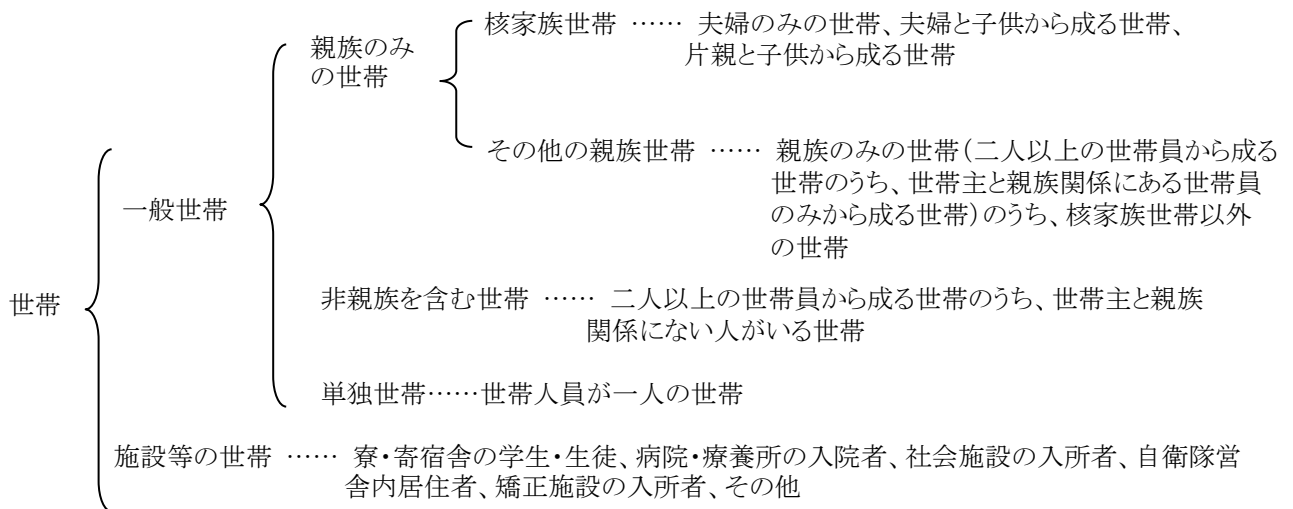 核家族世帯 …… 夫婦のみの世帯、夫婦と子供から成る世帯、
片親と子供から成る世帯
親族のみ
の世帯
その他の親族世帯 …… 親族のみの世帯(二人以上の世帯員から成る
世帯のうち、世帯主と親族関係にある世帯員
のみから成る世帯)のうち、核家族世帯以外
の世帯
一般世帯
世帯
非親族を含む世帯 …… 二人以上の世帯員から成る世帯のうち、世帯主と親族
関係にない人がいる世帯
単独世帯……世帯人員が一人の世帯
施設等の世帯 …… 寮・寄宿舎の学生・生徒、病院・療養所の入院者、社会施設の入所者、自衛隊営
舎内居住者、矯正施設の入所者、その他